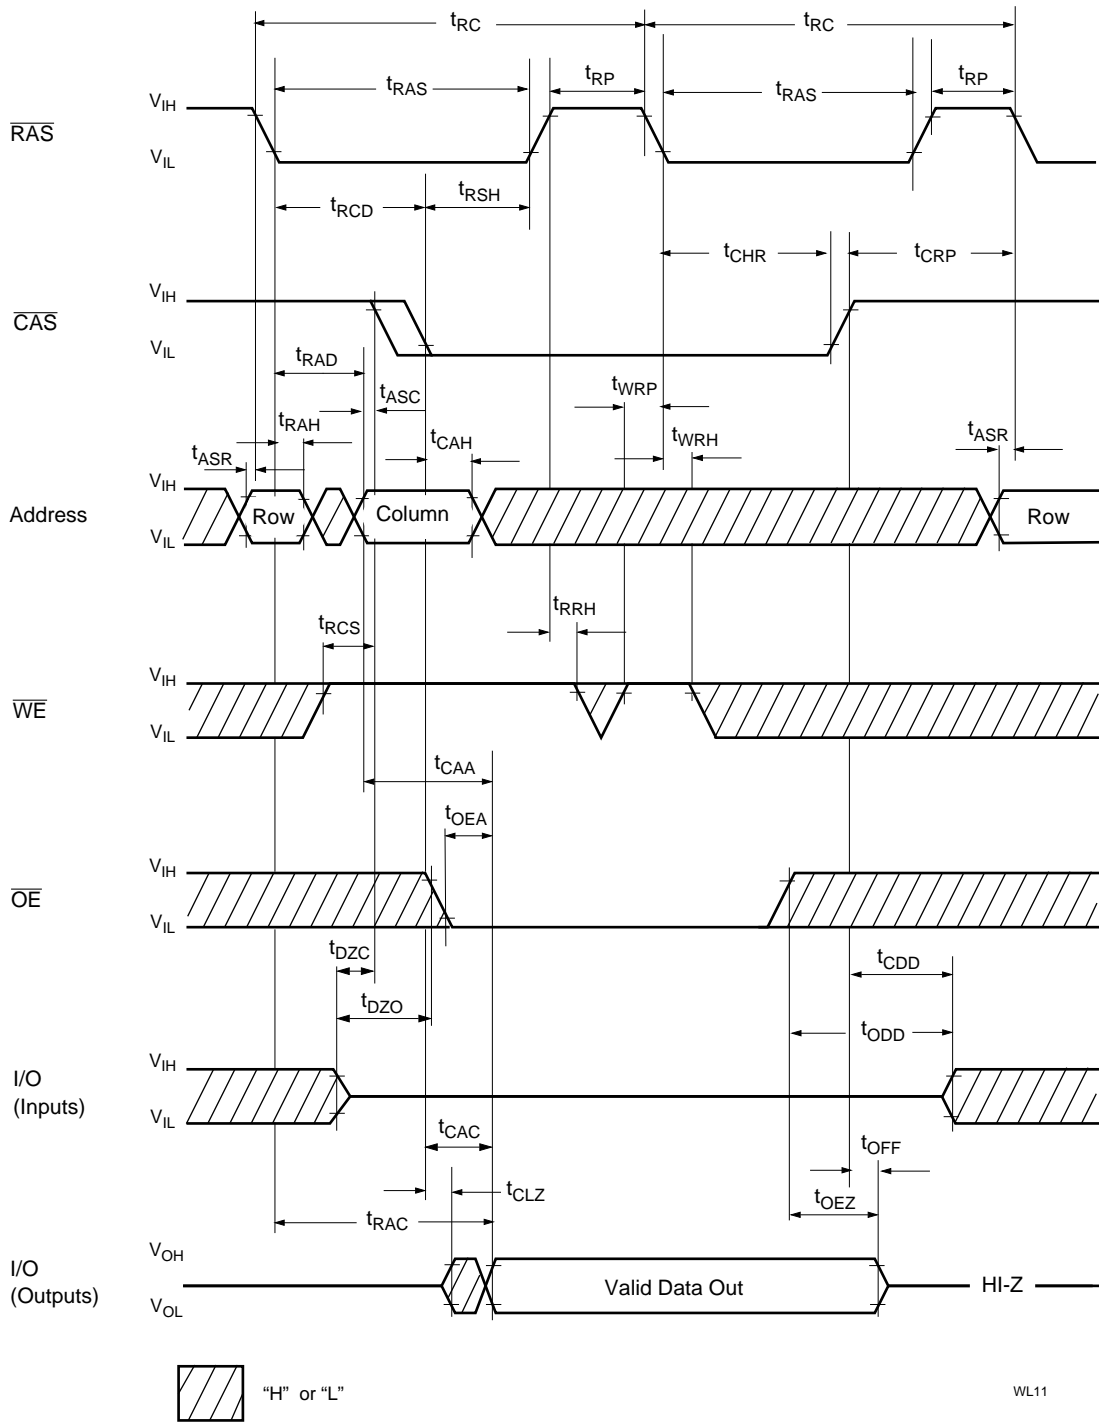 tRC tRC
tRAS tRP tRAS tRP
RAS VIH
VIL
tRCD tRSH
tCHR tCRP
CAS VIH
VIL
tRAD
tASC tWRP
tRAH tCAH tWRH
tASR tASR
Address VIH
VIL
Row Column Row
tRRH
tRCS
WE VIH
VIL
tCAA
tOEA
OE VIH
VIL
tDZC tCDD
tDZO tODD
I/O
(Inputs)
VIH
VIL
tCAC tOFF
tCLZ tOEZ
tRAC
I/O
(Outputs)
VOH
VOL
Valid Data Out HI-Z
“H” or “L”
WL11